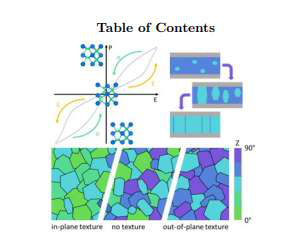 Table of Contents
P
E
Z
90°
0°
in-plane texture no texture out-of-plane texture